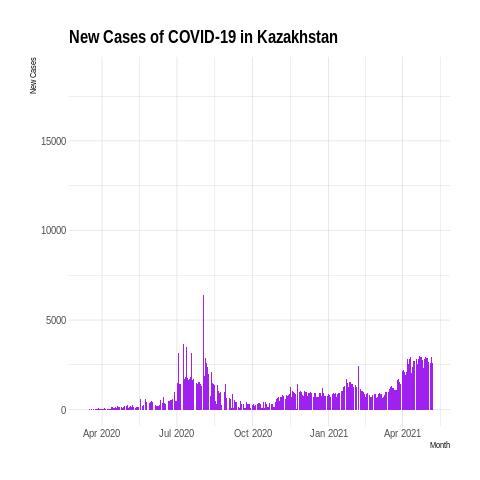 New Cases of COVID-19 in Kazakhstan
New Cases
15000
10000
5000
0
Apr 2020 Jul 2020 Oct 2020 Jan 2021 Apr 2021
Month